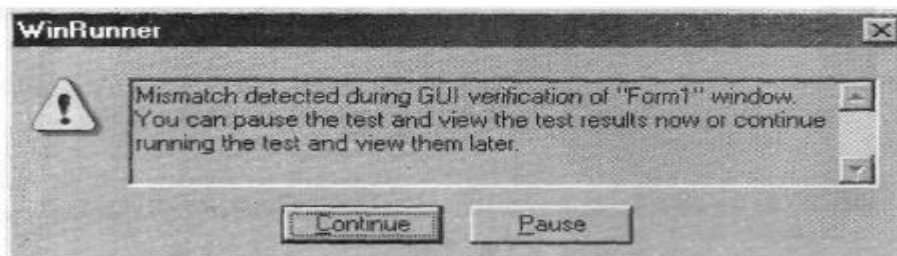 WinRunner
Mismatch detected during GUI verification of "Form1" window.
You can pause the test and view the test results now or continue
running the test and view them later.
Continue
Pause